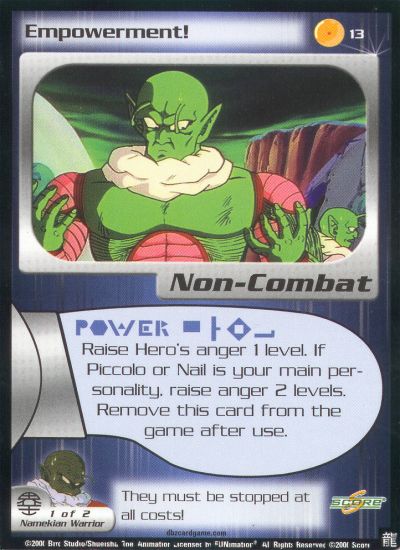 Empowerment!
13
Non-Combat
POWER
Raise Hero's anger 1 level. If
Piccolo or Nail is your main per-
sonality, raise anger 2 levels.
Remove this card from the
game after use.
1 of 2
Namekian Warrior
They must be stopped at
all costs!
SCORE
龍
dbzcardgame.com
Bird Studio/Shueisha, Toei Animation. Licensed by FUNimation® All Rights Reserved